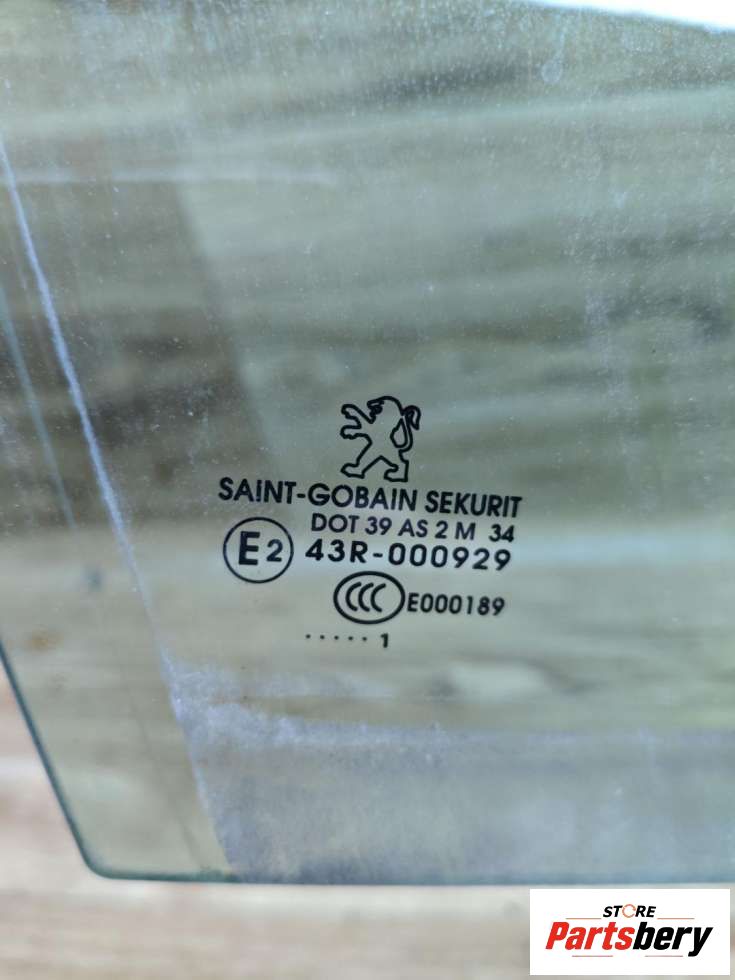 SAINT-GOBAIN SEKURIT
DOT 39 AS 2 M 34
E2 43R-000929
CCC E000189
..... 1
STORE
Partsbery